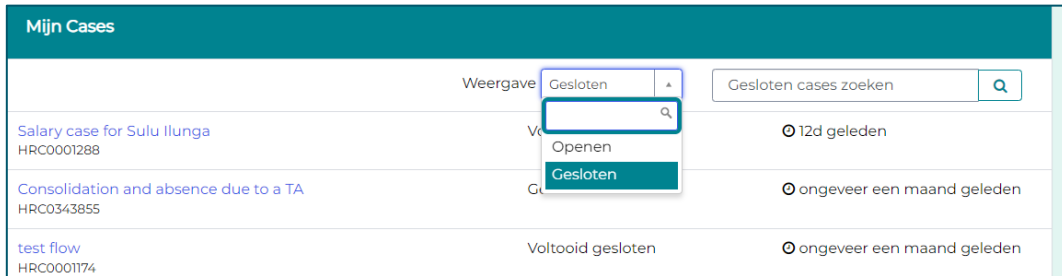 Mijn Cases
Weergave Gesloten
Gesloten cases zoeken
Openen
Gesloten
Salary case for Sulu Ilunga
HRC0001288
12d geleden
Consolidation and absence due to a TA
HRC0343855
ongeveer een maand geleden
test flow
HRC0001174
Voltooid gesloten
ongeveer een maand geleden